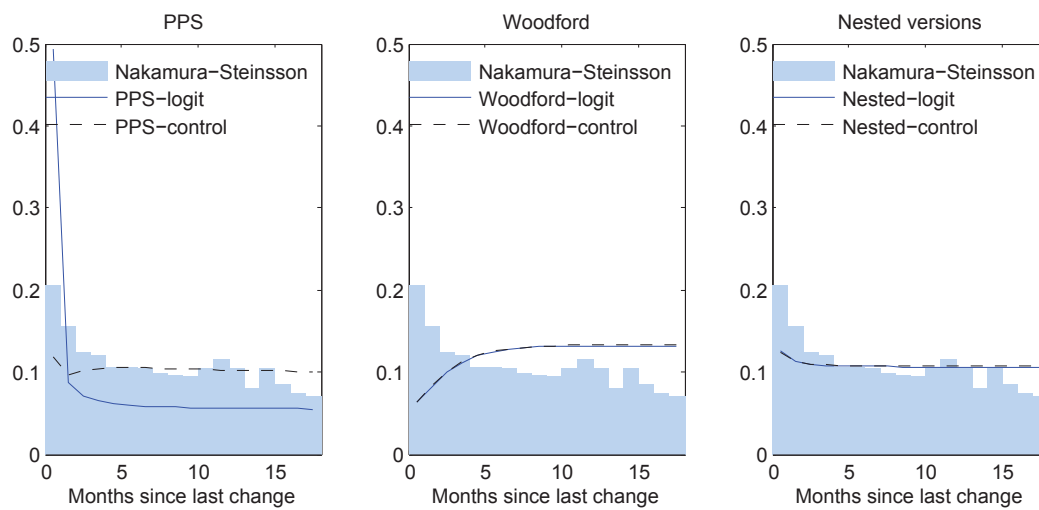 PPS
0.5
0.4
0.3
0.2
0.1
0
0 5 10 15
Months since last change
Nakamura−Steinsson
PPS−logit
PPS−control
Woodford
0.5
0.4
0.3
0.2
0.1
0
0 5 10 15
Months since last change
Nakamura−Steinsson
Woodford−logit
Woodford−control
Nested versions
0.5
0.4
0.3
0.2
0.1
0
0 5 10 15
Months since last change
Nakamura−Steinsson
Nested−logit
Nested−control